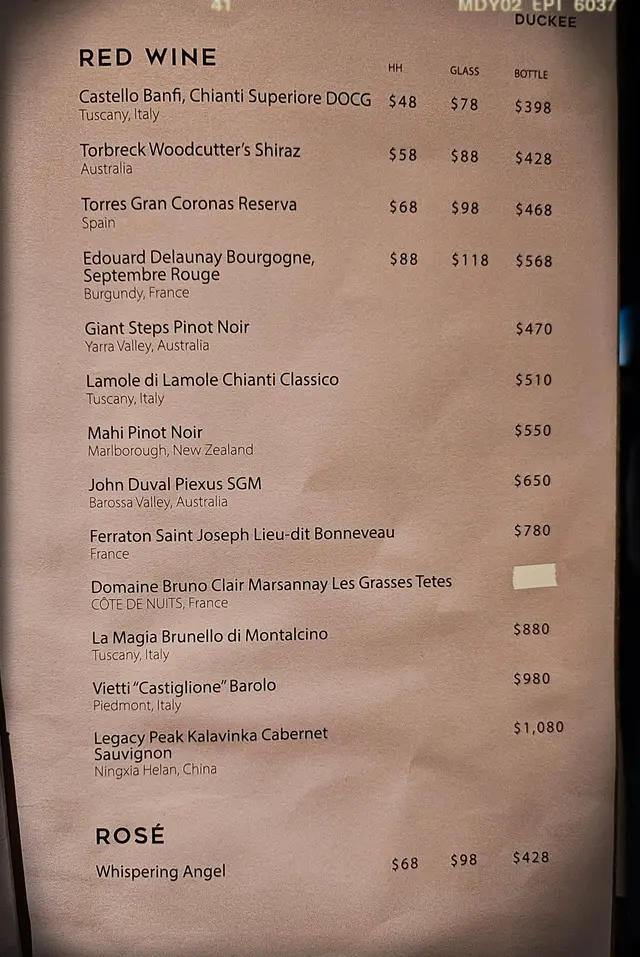 41
MDY02_EPT_6037
DUCKEE
RED WINE HH GLASS BOTTLE
Castello Banfi, Chianti Superiore DOCG $48 $78 $398
Tuscany, Italy
Torbreck Woodcutter's Shiraz $58 $88 $428
Australia
Torres Gran Coronas Reserva $68 $98 $468
Spain
Edouard Delaunay Bourgogne, $88 $118 $568
Septembre Rouge
Burgundy, France
Giant Steps Pinot Noir $470
Yarra Valley, Australia
Lamole di Lamole Chianti Classico $510
Tuscany, Italy
Mahi Pinot Noir $550
Marlborough, New Zealand
John Duval Piexus SGM $650
Barossa Valley, Australia
Ferraton Saint Joseph Lieu-dit Bonneveau $780
France
Domaine Bruno Clair Marsannay Les Grasses Tetes
CÔTE DE NUITS, France
La Magia Brunello di Montalcino $880
Tuscany, Italy
Vietti "Castiglione" Barolo $980
Piedmont, Italy
Legacy Peak Kalavinka Cabernet $1,080
Sauvignon
Ningxia Helan, China
ROSÉ
Whispering Angel $68 $98 $428